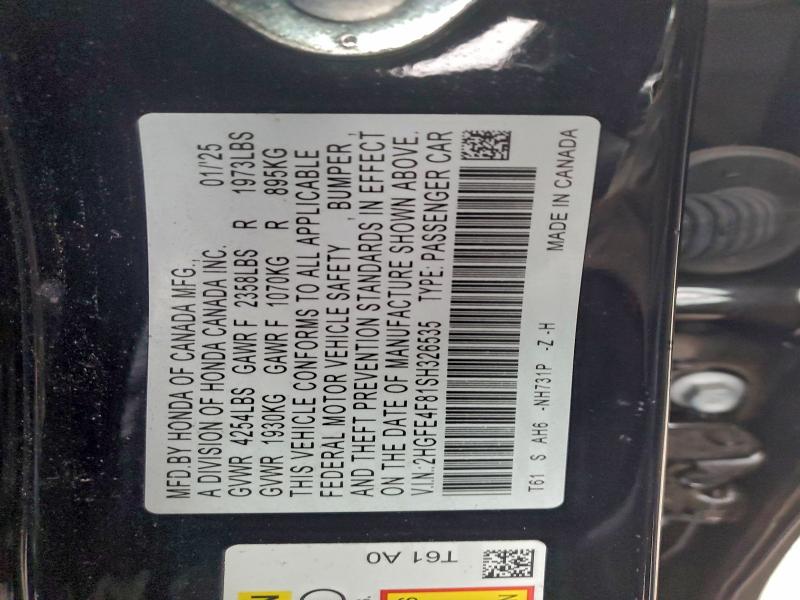 MFD.BY HONDA OF CANADA MFG.,
A DIVISION OF HONDA CANADA INC. 01/'25
GVWR 4254LBS GAWR F 2358LBS R 1973LBS
GVWR 1930KG GAWR F 1070KG R 895KG
THIS VEHICLE CONFORMS TO ALL APPLICABLE
FEDERAL MOTOR VEHICLE SAFETY , BUMPER ,
AND THEFT PREVENTION STANDARDS IN EFFECT
ON THE DATE OF MANUFACTURE SHOWN ABOVE.
V.I.N.:2HGFE4F81SH326535 TYPE: PASSENGER CAR
T61 S AH6 -NH731P -Z -H
MADE IN CANADA
T61 A0